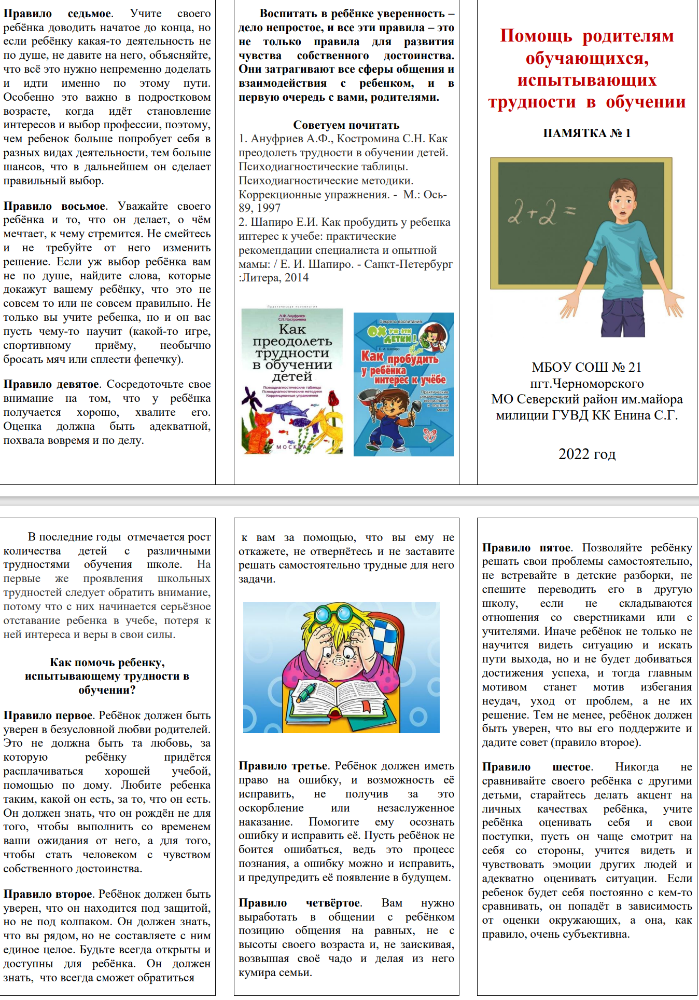 Правило седьмое. Учите своего
ребёнка доводить начатое до конца, но
если ребёнку какая-то деятельность не
по душе, не давите на него, объясняйте,
что всё это нужно непременно доделать
и идти именно по этому пути.
Особенно это важно в подростковом
возрасте, когда идёт становление
интересов и выбор профессии, поэтому,
чем ребенок больше попробует себя в
разных видах деятельности, тем больше
шансов, что в дальнейшем он сделает
правильный выбор.
Правило восьмое. Уважайте своего
ребёнка и то, что он делает, о чём
мечтает, к чему стремится. Не смейтесь
и не требуйте от него изменить
решение. Если уж выбор ребёнка вам
не по душе, найдите слова, которые
докажут вашему ребёнку, что это не
совсем то или не совсем правильно. Не
только вы учите ребенка, но и он вас
пусть чему-то научит (какой-то игре,
спортивному приёму, необычно
бросать мяч или сплести фенечку).
Правило девятое. Сосредоточьте свое
внимание на том, что у ребёнка
получается хорошо, хвалите его.
Оценка должна быть адекватной,
похвала вовремя и по делу.
Воспитать в ребёнке уверенность –
дело непростое, и все эти правила – это
не только правила для развития
чувства собственного достоинства.
Они затрагивают все сферы общения и
взаимодействия с ребенком, и в
первую очередь с вами, родителями.
Советуем почитать
1. Ануфриев А.Ф., Костромина С.Н. Как
преодолеть трудности в обучении детей.
Психодиагностические таблицы.
Психодиагностические методики.
Коррекционные упражнения. - М.: Ось-
89, 1997
2. Шапиро Е.И. Как пробудить у ребенка
интерес к учебе: практические
рекомендации специалиста и опытной
мамы: / Е. И. Шапиро. - Санкт-Петербург
:Литера, 2014
Практическая психология
А.Ф. Ануфриев
С.Н. Костромина
Как
преодолеть
трудности
в обучении
детей
Психодиагностические таблицы
Психодиагностические методики
Коррекционные упражнения
МОСКВА
Секреты воспитания
ОХ УЖ ЭТИ
ДЕТКИ!
Е. И. Шапиро
Как пробудить
у ребёнка
интерес к учёбе
Практические
рекомендации
специалиста
и опытной
мамы
Помощь родителям
обучающихся,
испытывающих
трудности в обучении
ПАМЯТКА № 1
2+2=
МБОУ СОШ № 21
пгт.Черноморского
МО Северский район им.майора
милиции ГУВД КК Енина С.Г.
2022 год
В последние годы отмечается рост
количества детей с различными
трудностями обучения школе. На
первые же проявления школьных
трудностей следует обратить внимание,
потому что с них начинается серьёзное
отставание ребенка в учебе, потеря к
ней интереса и веры в свои силы.
Как помочь ребенку,
испытывающему трудности в
обучении?
Правило первое. Ребёнок должен быть
уверен в безусловной любви родителей.
Это не должна быть та любовь, за
которую ребёнку придётся
расплачиваться хорошей учебой,
помощью по дому. Любите ребенка
таким, какой он есть, за то, что он есть.
Он должен знать, что он рождён не для
того, чтобы выполнить со временем
ваши ожидания от него, а для того,
чтобы стать человеком с чувством
собственного достоинства.
Правило второе. Ребёнок должен быть
уверен, что он находится под защитой,
но не под колпаком. Он должен знать,
что вы рядом, но не составляете с ним
единое целое. Будьте всегда открыты и
доступны для ребёнка. Он должен
знать, что всегда сможет обратиться
к вам за помощью, что вы ему не
откажете, не отвернётесь и не заставите
решать самостоятельно трудные для него
задачи.
Правило третье. Ребёнок должен иметь
право на ошибку, и возможность её
исправить, не получив за это
оскорбление или незаслуженное
наказание. Помогите ему осознать
ошибку и исправить её. Пусть ребёнок не
боится ошибаться, ведь это процесс
познания, а ошибку можно и исправить,
и предупредить её появление в будущем.
Правило четвёртое. Вам нужно
выработать в общении с ребёнком
позицию общения на равных, не с
высоты своего возраста и, не заискивая,
возвышая своё чадо и делая из него
кумира семьи.
Правило пятое. Позволяйте ребёнку
решать свои проблемы самостоятельно,
не встревайте в детские разборки, не
спешите переводить его в другую
школу, если не складываются
отношения со сверстниками или с
учителями. Иначе ребёнок не только не
научится видеть ситуацию и искать
пути выхода, но и не будет добиваться
достижения успеха, и тогда главным
мотивом станет мотив избегания
неудач, уход от проблем, а не их
решение. Тем не менее, ребёнок должен
быть уверен, что вы его поддержите и
дадите совет (правило второе).
Правило шестое. Никогда не
сравнивайте своего ребёнка с другими
детьми, старайтесь делать акцент на
личных качествах ребёнка, учите
ребёнка оценивать себя и свои
поступки, пусть он чаще смотрит на
себя со стороны, учится видеть и
чувствовать эмоции других людей и
адекватно оценивать ситуации. Если
ребенок будет себя постоянно с кем-то
сравнивать, он попадёт в зависимость
от оценки окружающих, а она, как
правило, очень субъективна.